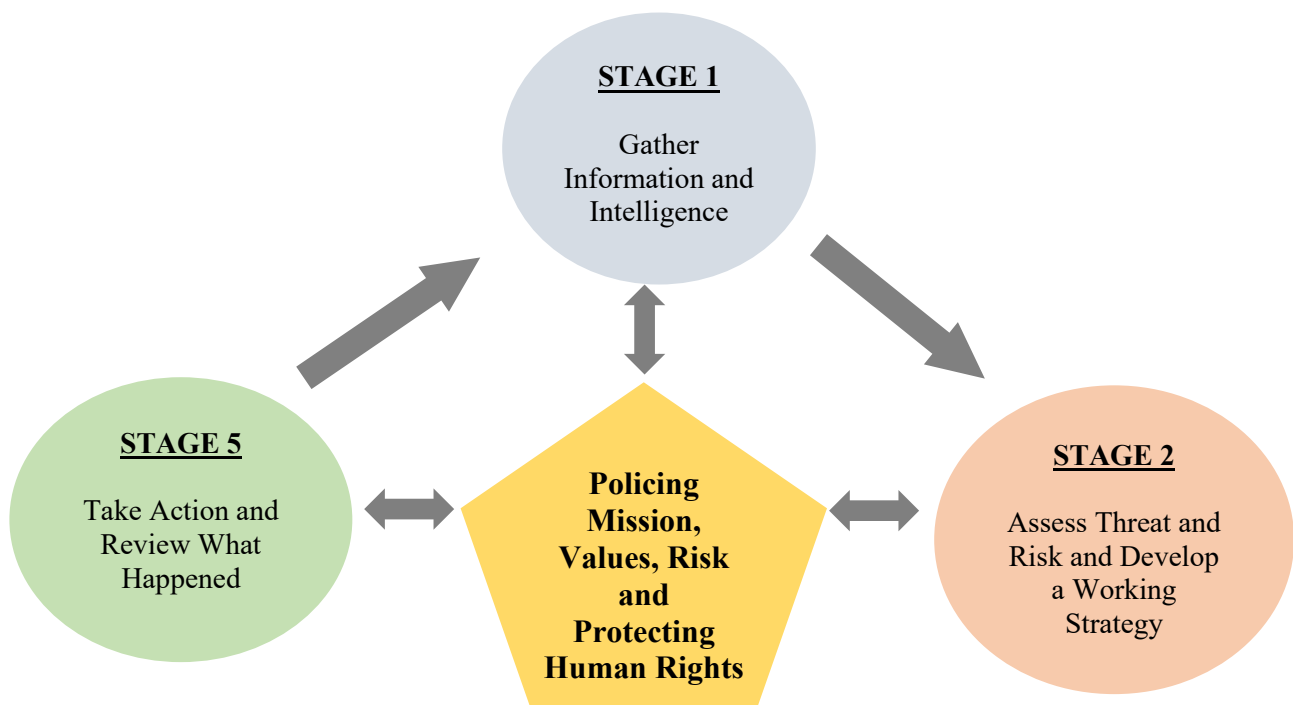 STAGE 1
Gather
Information and
Intelligence
STAGE 5
Take Action and
Review What
Happened
Policing
Mission,
Values, Risk
and
Protecting
Human Rights
STAGE 2
Assess Threat and
Risk and Develop
a Working
Strategy